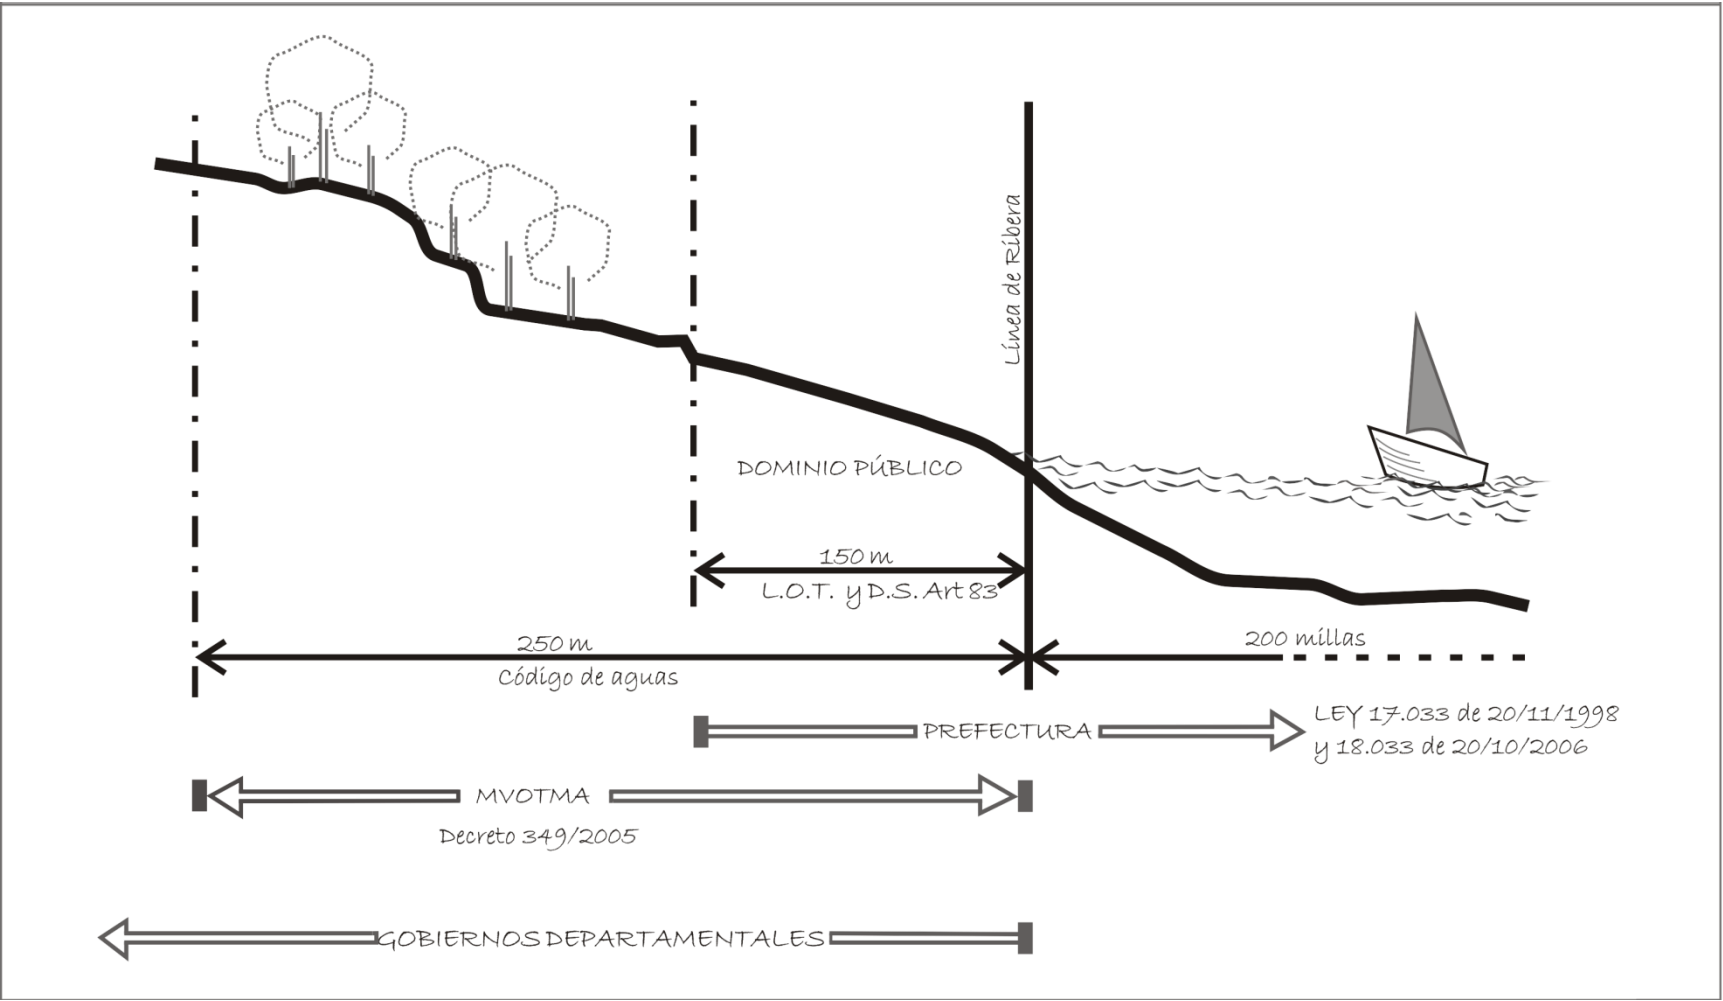 Línea de Ribera
DOMINIO PÚBLICO
150 m
L.O.T. y D.S. Art 83
250 m
Código de aguas
200 millas
PREFECTURA
LEY 17.033 de 20/11/1998
y 18.033 de 20/10/2006
MVOTMA
Decreto 349/2005
GOBIERNOS DEPARTAMENTALES